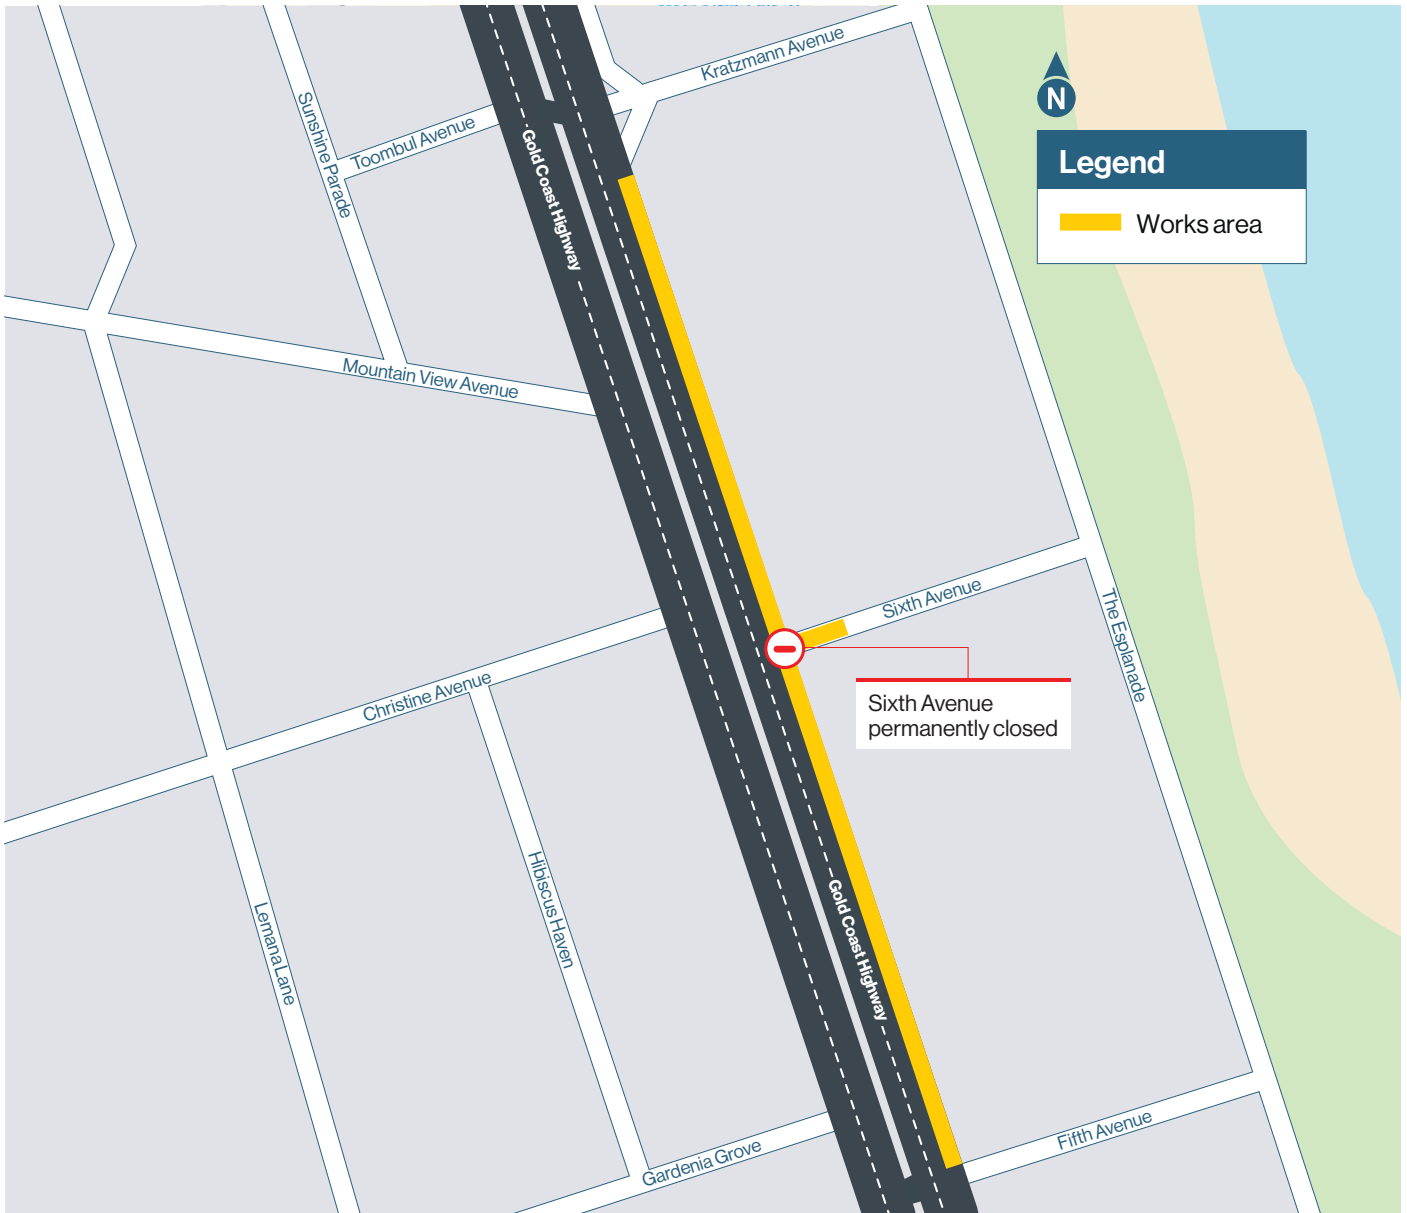 Kratzmann Avenue
N
Legend
Works area
Sunshine Parade
Toombul Avenue
Gold Coast Highway
Mountain View Avenue
Sixth Avenue
The Esplanade
Sixth Avenue
permanently closed
Christine Avenue
Hibiscus Haven
Lemana Lane
Gold Coast Highway
Gardenia Grove
Fifth Avenue